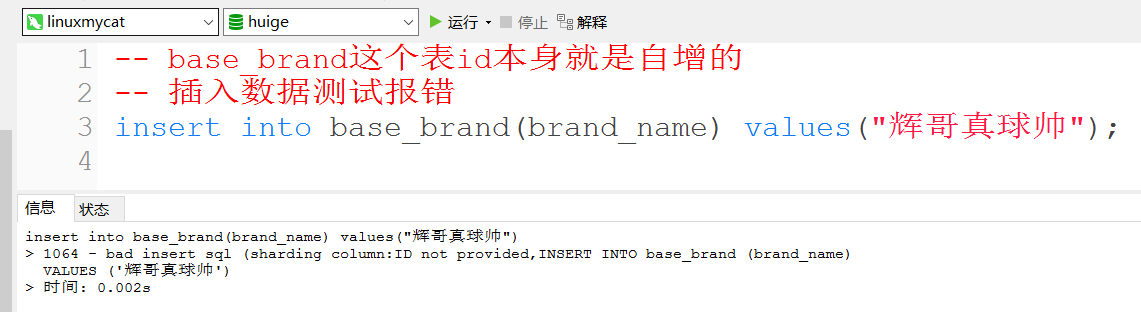 linuxmycat huige 运行 停止 解释
1 -- base_brand这个表id本身就是自增的
2 -- 插入数据测试报错
3 insert into base_brand(brand_name) values("辉哥真球帅");
4
信息 状态
insert into base_brand(brand_name) values("辉哥真球帅")
> 1064 - bad insert sql (sharding column:ID not provided,INSERT INTO base_brand (brand_name)
VALUES ('辉哥真球帅')
> 时间: 0.002s